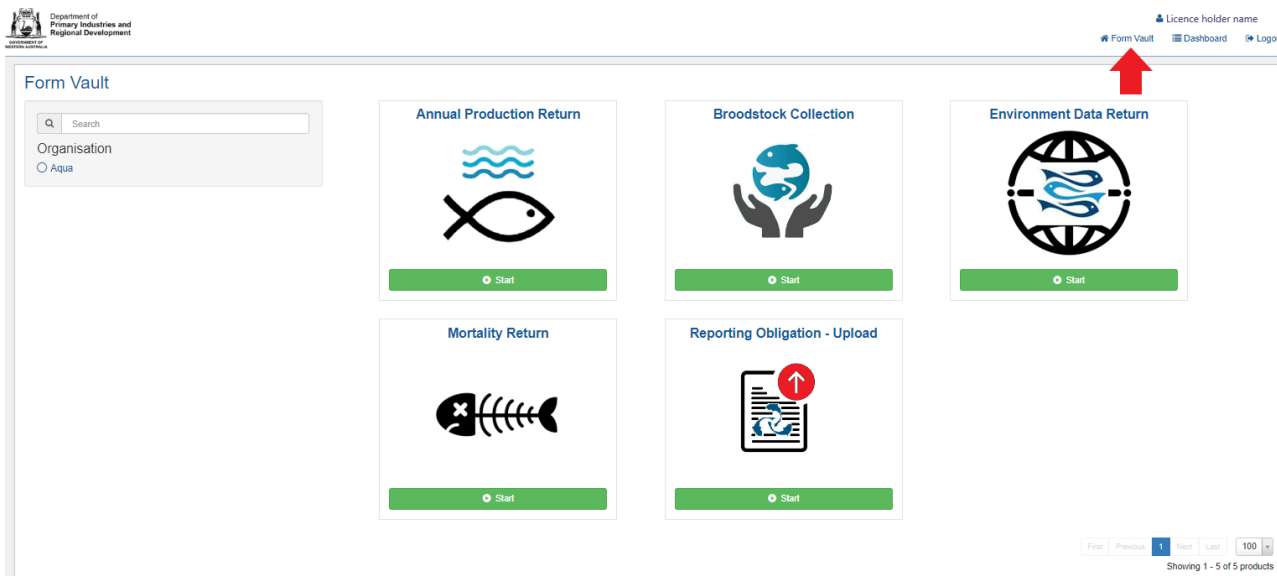 Department of
Primary Industries and
Regional Development
GOVERNMENT OF
WESTERN AUSTRALIA
Licence holder name
Form Vault Dashboard Logou
Form Vault
Search
Organisation
Aqua
Annual Production Return
Broodstock Collection
Environment Data Return
Start
Start
Start
Mortality Return
Reporting Obligation - Upload
Start
Start
First Previous 1 Next Last 100
Showing 1 - 5 of 5 products